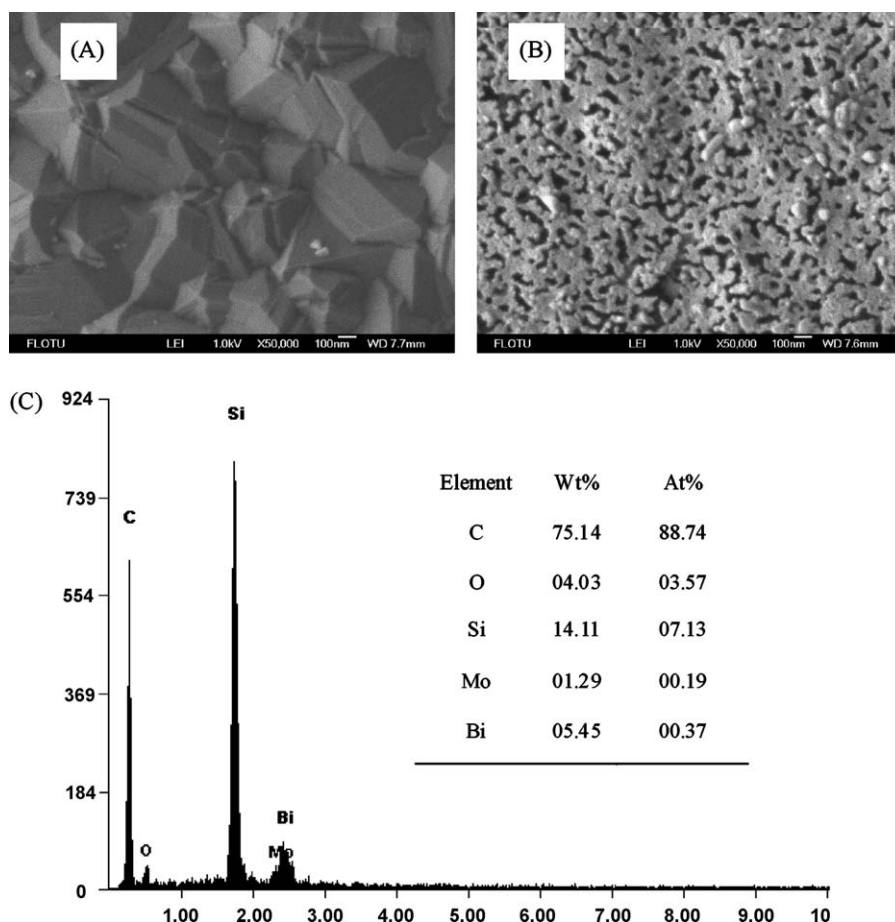 (A)
(B)
FLOTU LEI 1.0kV X50,000 100nm WD 7.7mm
FLOTU LEI 1.0kV X50,000 100nm WD 7.6mm
(C)
924
739
554
369
184
0
C
O
Si
Mo
Bi
1.00 2.00 3.00 4.00 5.00 6.00 7.00 8.00 9.00 10
Element Wt% At%
C 75.14 88.74
O 04.03 03.57
Si 14.11 07.13
Mo 01.29 00.19
Bi 05.45 00.37